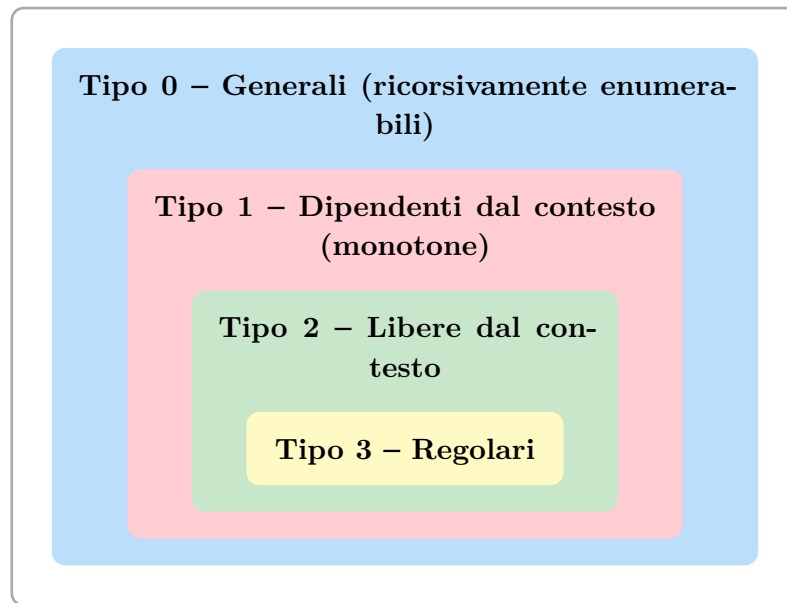 Tipo 0 – Generali (ricorsivamente enumera-
bili)
Tipo 1 – Dipendenti dal contesto
(monotone)
Tipo 2 – Libere dal con-
testo
Tipo 3 – Regolari